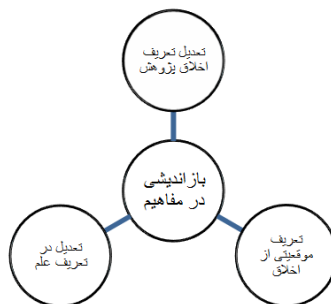 تعدیل تعریف
اخلاق پژوهش
بازاندیشی
در مفاهیم
تعریف
موقعیتی از
اخلاق
تعدیل در
تعریف علم